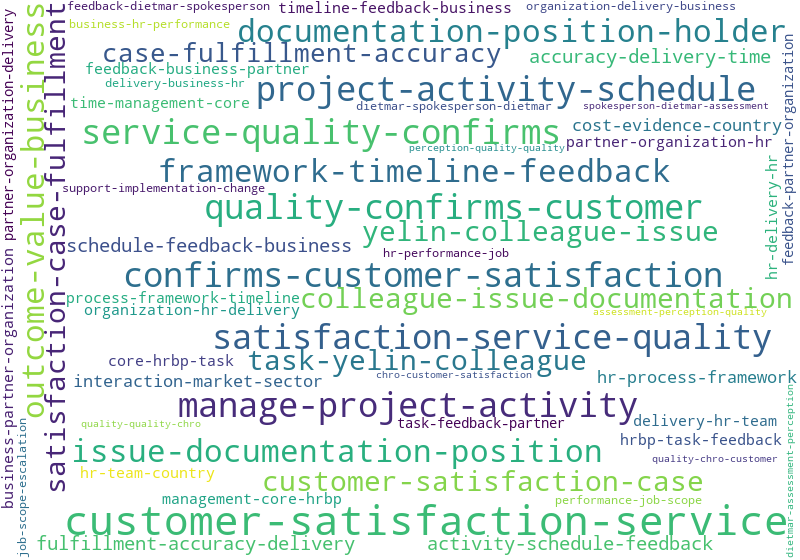 feedback-dietmar-spokesperson
timeline-feedback-business
organization-delivery-business
business-hr-performance
documentation-position-holder
case-fulfillment-accuracy
accuracy-delivery-time
feedback-business-partner
delivery-business-hr
project-activity-schedule
time-management-core
dietmar-spokesperson-dietmar
spokesperson-dietmar-assessment
service-quality-confirms
cost-evidence-country
partner-organization-hr
perception-quality-quality
framework-timeline-feedback
support-implementation-change
quality-confirms-customer
yelin-colleague-issue
schedule-feedback-business
hr-performance-job
confirms-customer-satisfaction
process-framework-timeline
colleague-issue-documentation
organization-hr-delivery
assessment-perception-quality
satisfaction-service-quality
core-hrbp-task
task-yelin-colleague
interaction-market-sector
chro-customer-satisfaction
hr-process-framework
manage-project-activity
quality-quality-chro
task-feedback-partner
delivery-hr-team
hrbp-task-feedback
issue-documentation-position
quality-chro-customer
hr-team-country
customer-satisfaction-case
management-core-hrbp
performance-job-scope
customer-satisfaction-service
fulfillment-accuracy-delivery
activity-schedule-feedback
partner-organization-delivery
business-partner-organization
outcome-value-business
satisfaction-case-fulfillment
job-scope-escalation
feedback-partner-organization
hr-delivery-hr
dietmar-assessment-perception